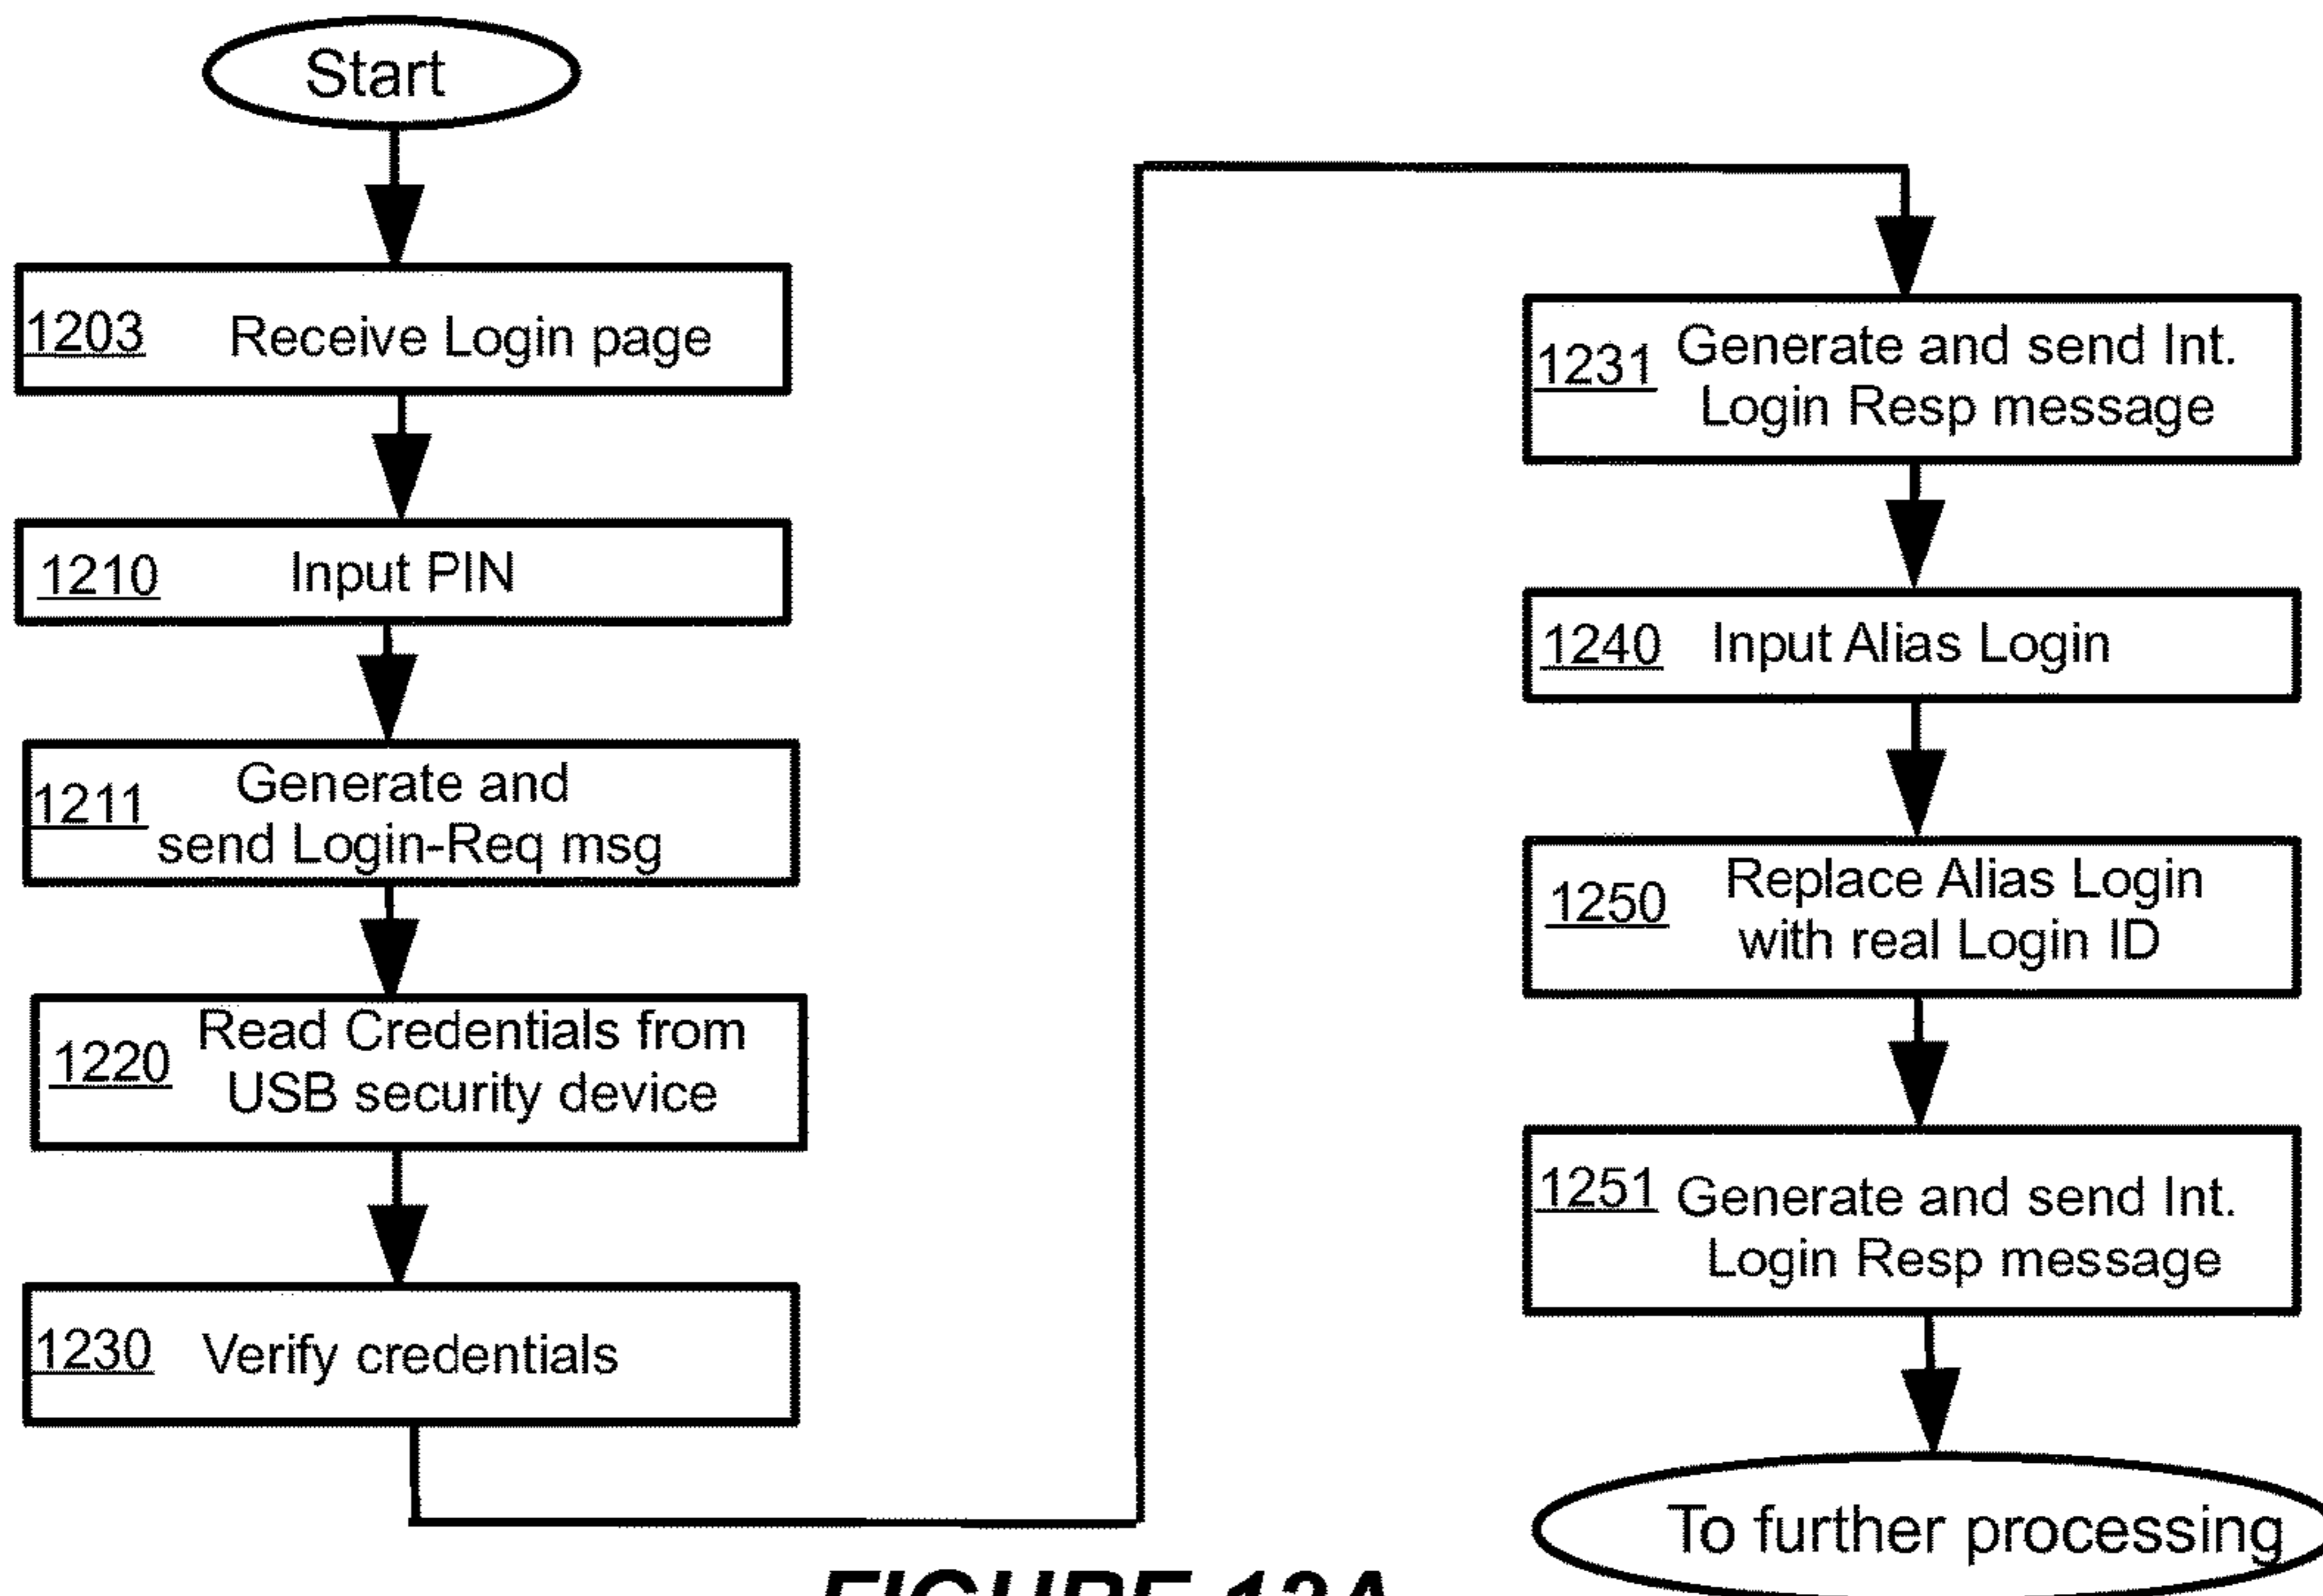 Start
1203 Receive Login page
1210 Input PIN
1211 Generate and
send Login-Req msg
1220 Read Credentials from
USB security device
1230 Verify credentials
1231 Generate and send Int.
Login Resp message
1240 Input Alias Login
1250 Replace Alias Login
with real Login ID
1251 Generate and send Int.
Login Resp message
To further processing
FIGURE